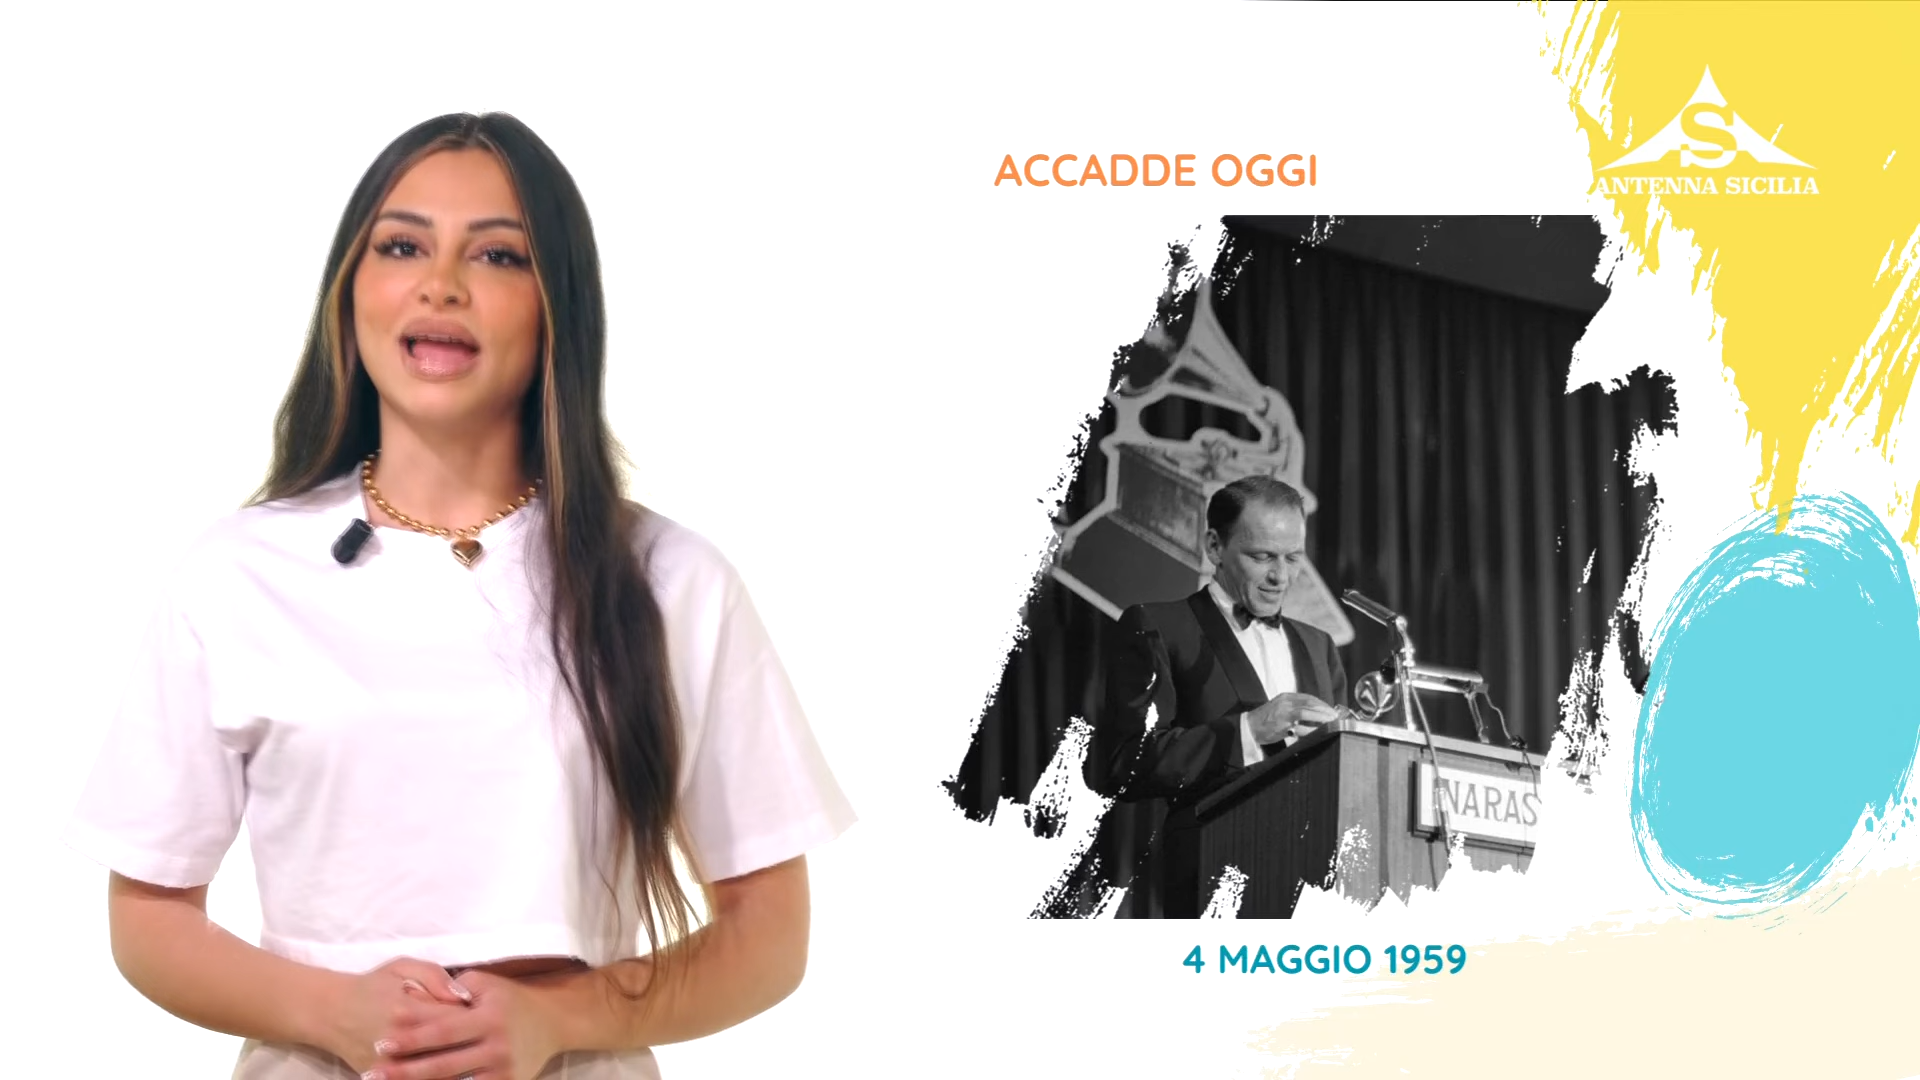 ACCADDE OGGI
S
ANTENNA SICILIA
NARAS
4 MAGGIO 1959